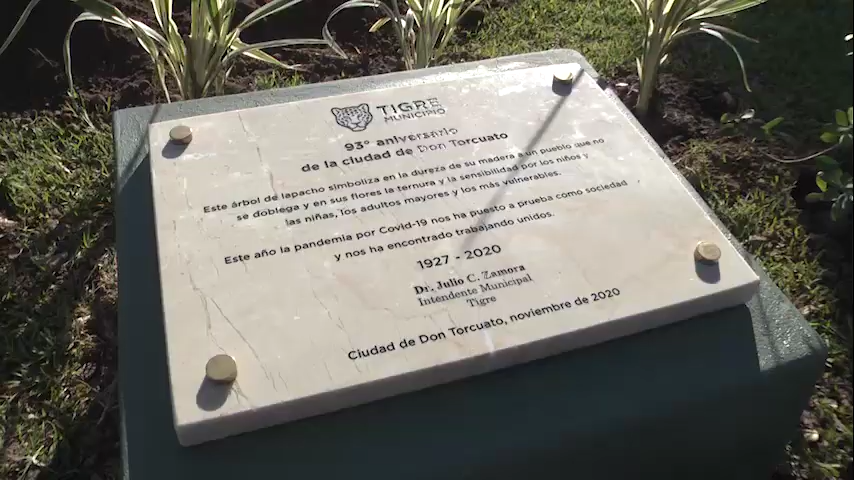 TIGRE
MUNICIPIO
93° aniversario
de la ciudad de Don Torcuato
Este árbol de lapacho simboliza en la dureza de su madera a un pueblo que no
se doblega y en sus flores la ternura y la sensibilidad por los niños y
las niñas, los adultos mayores y los más vulnerables.
Este año la pandemia por Covid-19 nos ha puesto a prueba como sociedad
y nos ha encontrado trabajando unidos.
1927 - 2020
Dr. Julio C. Zamora
Intendente Municipal
Tigre
Ciudad de Don Torcuato, noviembre de 2020